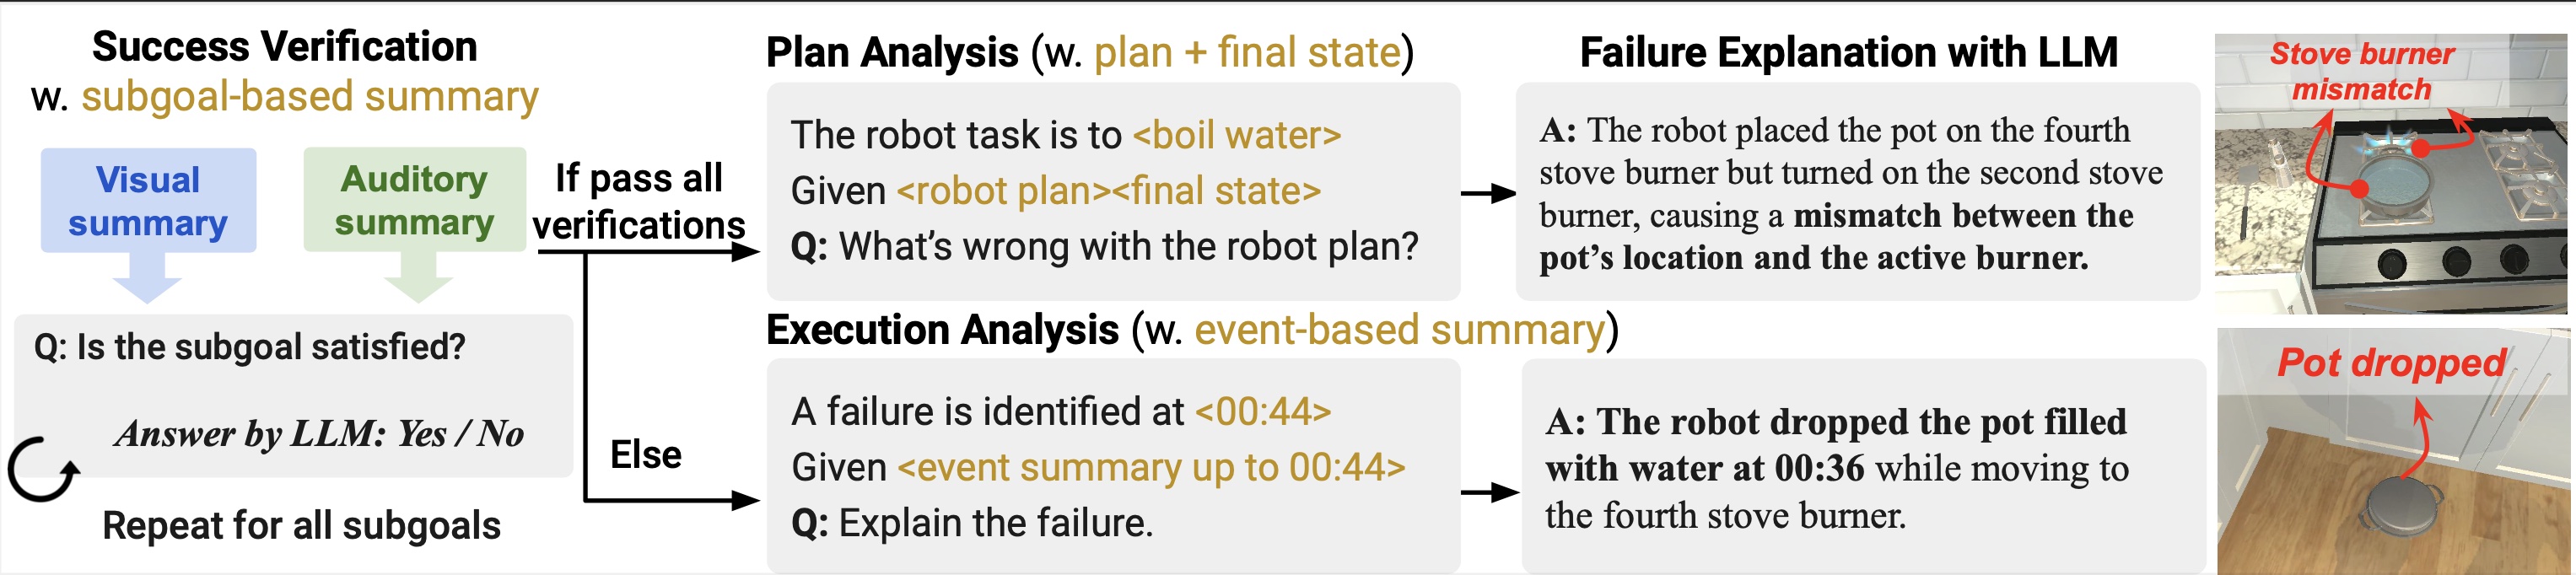 Success Verification
w. subgoal-based summary
Visual
summary
Auditory
summary
Q: Is the subgoal satisfied?
Answer by LLM: Yes / No
Repeat for all subgoals
If pass all
verifications
Else
Plan Analysis (w. plan + final state)
The robot task is to <boil water>
Given <robot plan><final state>
Q: What's wrong with the robot plan?
Execution Analysis (w. event-based summary)
A failure is identified at <00:44>
Given <event summary up to 00:44>
Q: Explain the failure.
Failure Explanation with LLM
A: The robot placed the pot on the fourth
stove burner but turned on the second stove
burner, causing a mismatch between the
pot's location and the active burner.
A: The robot dropped the pot filled
with water at 00:36 while moving to
the fourth stove burner.
Stove burner
mismatch
Pot dropped